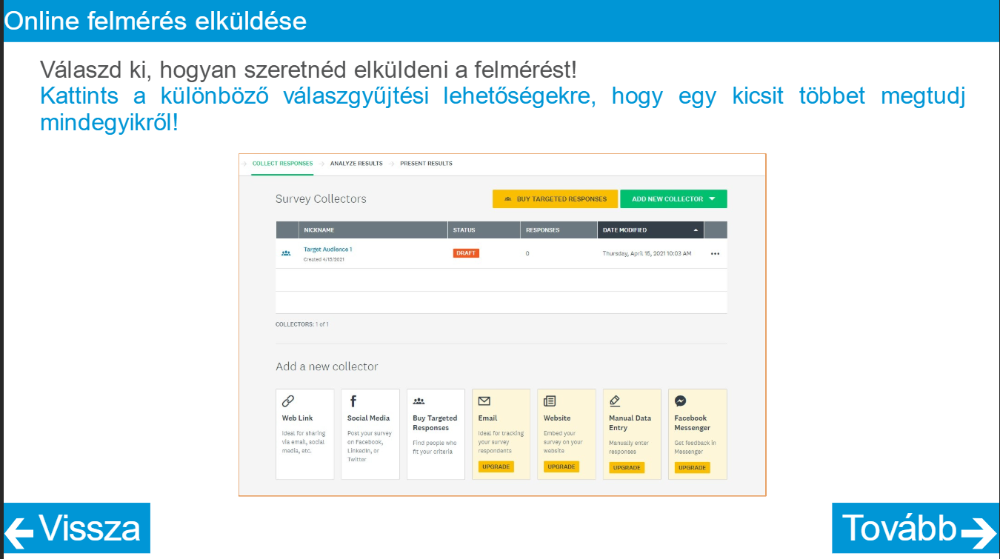 Online felmérés elküldése
Válaszd ki, hogyan szeretnéd elküldeni a felmérést!
Kattints a különböző válaszgyűjtési lehetőségekre, hogy egy kicsit többet megtudj
mindegyikről!
COLLECT RESPONSES ANALYZE RESULTS PRESENT RESULTS
Survey Collectors
BUY TARGETED RESPONSES
ADD NEW COLLECTOR
NICKNAME STATUS RESPONSES DATE MODIFIED
Target Audience 1 DRAFT 0 Thursday, April 15, 2021 10:03 AM
Created 4/15/2021
COLLECTORS: 1 of 1
Add a new collector
Web Link
Ideal for sharing
via email, social
media, etc.
Social Media
Post your survey
on Facebook,
LinkedIn, or
Twitter
Buy Targeted
Responses
Find people who
fit your criteria
Email
Ideal for tracking
your survey
respondents
UPGRADE
Website
Embed your
survey on your
website
UPGRADE
Manual Data
Entry
Manually enter
responses
UPGRADE
Facebook
Messenger
Get feedback in
Messenger
UPGRADE
Vissza
Tovább